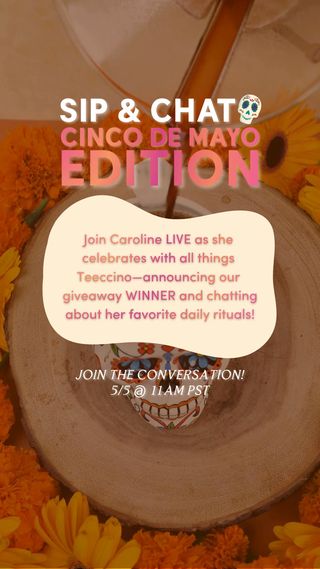 SIP & CHAT
CINCO DE MAYO
EDITION
Join Caroline LIVE as she
celebrates with all things
Teeccino—announcing our
giveaway WINNER and chatting
about her favorite daily rituals!
JOIN THE CONVERSATION!
5/5 @ 11AM PST